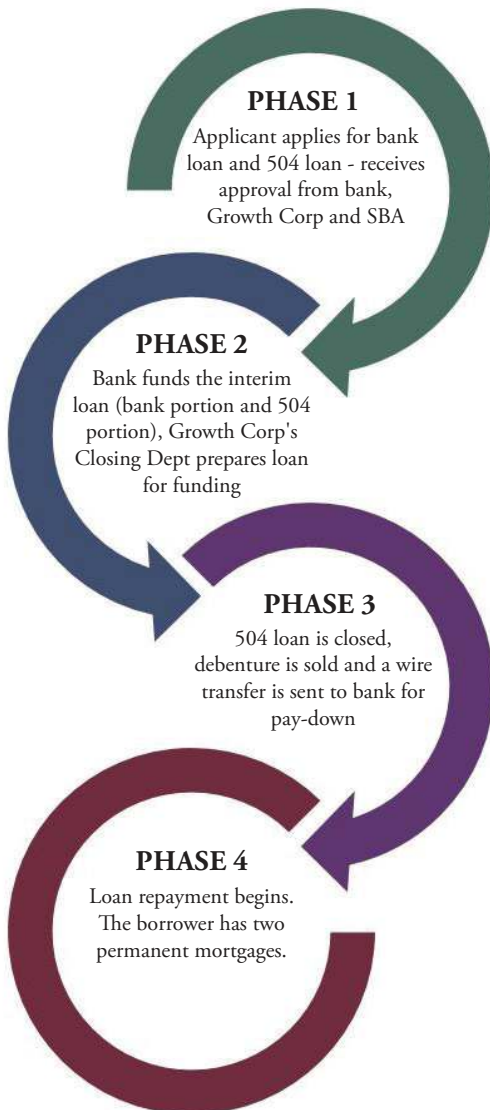 PHASE 1
Applicant applies for bank
loan and 504 loan - receives
approval from bank,
Growth Corp and SBA
PHASE 2
Bank funds the interim
loan (bank portion and 504
portion), Growth Corp's
Closing Dept prepares loan
for funding
PHASE 3
504 loan is closed,
debenture is sold and a wire
transfer is sent to bank for
pay-down
PHASE 4
Loan repayment begins.
The borrower has two
permanent mortgages.